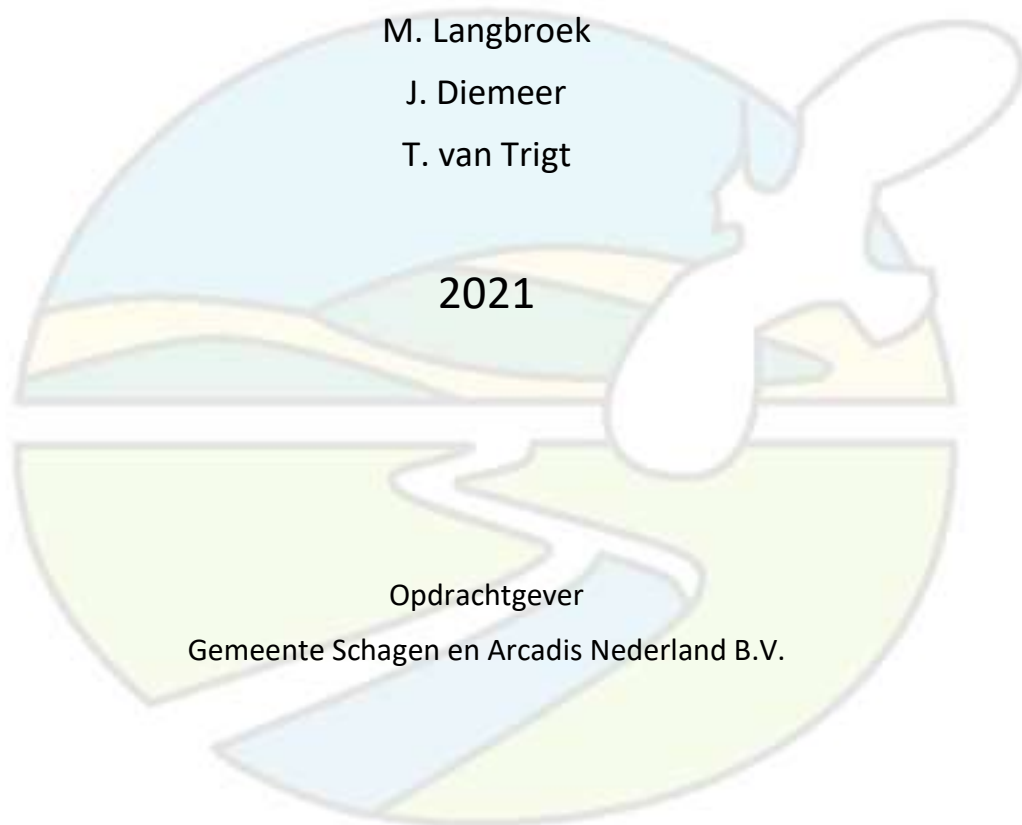 M. Langbroek
J. Diemeer
T. van Trigt
2021
Opdrachtgever
Gemeente Schagen en Arcadis Nederland B.V.